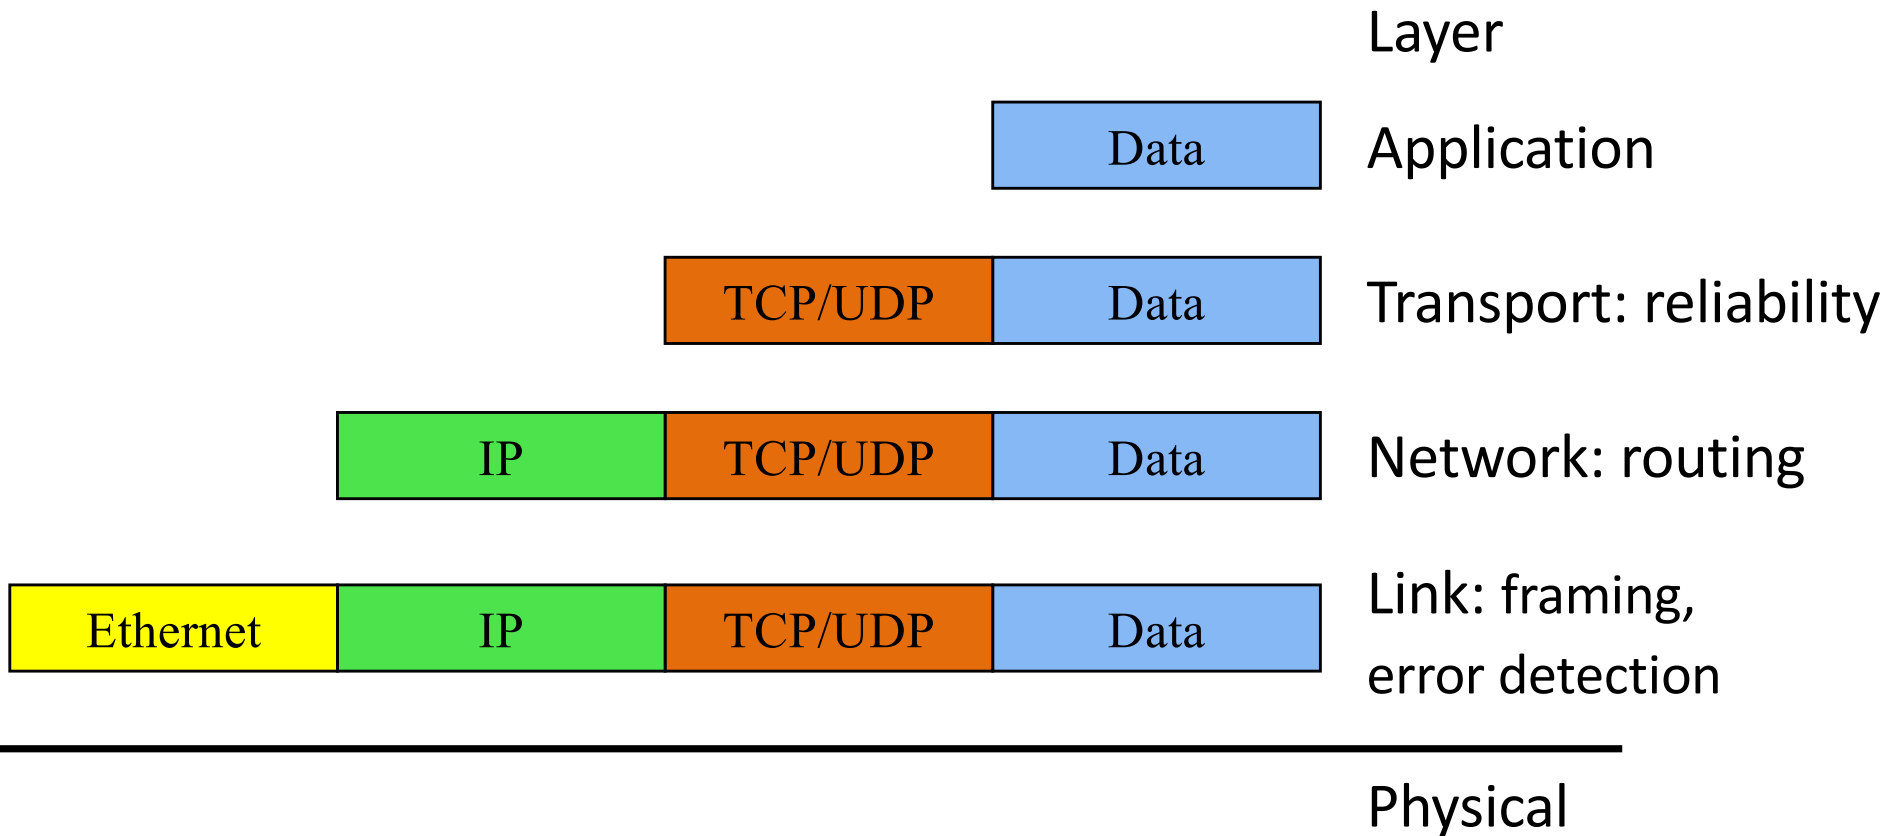 Layer
Data Application
TCP/UDP Data Transport: reliability
IP TCP/UDP Data Network: routing
Ethernet IP TCP/UDP Data Link: framing,
error detection
Physical